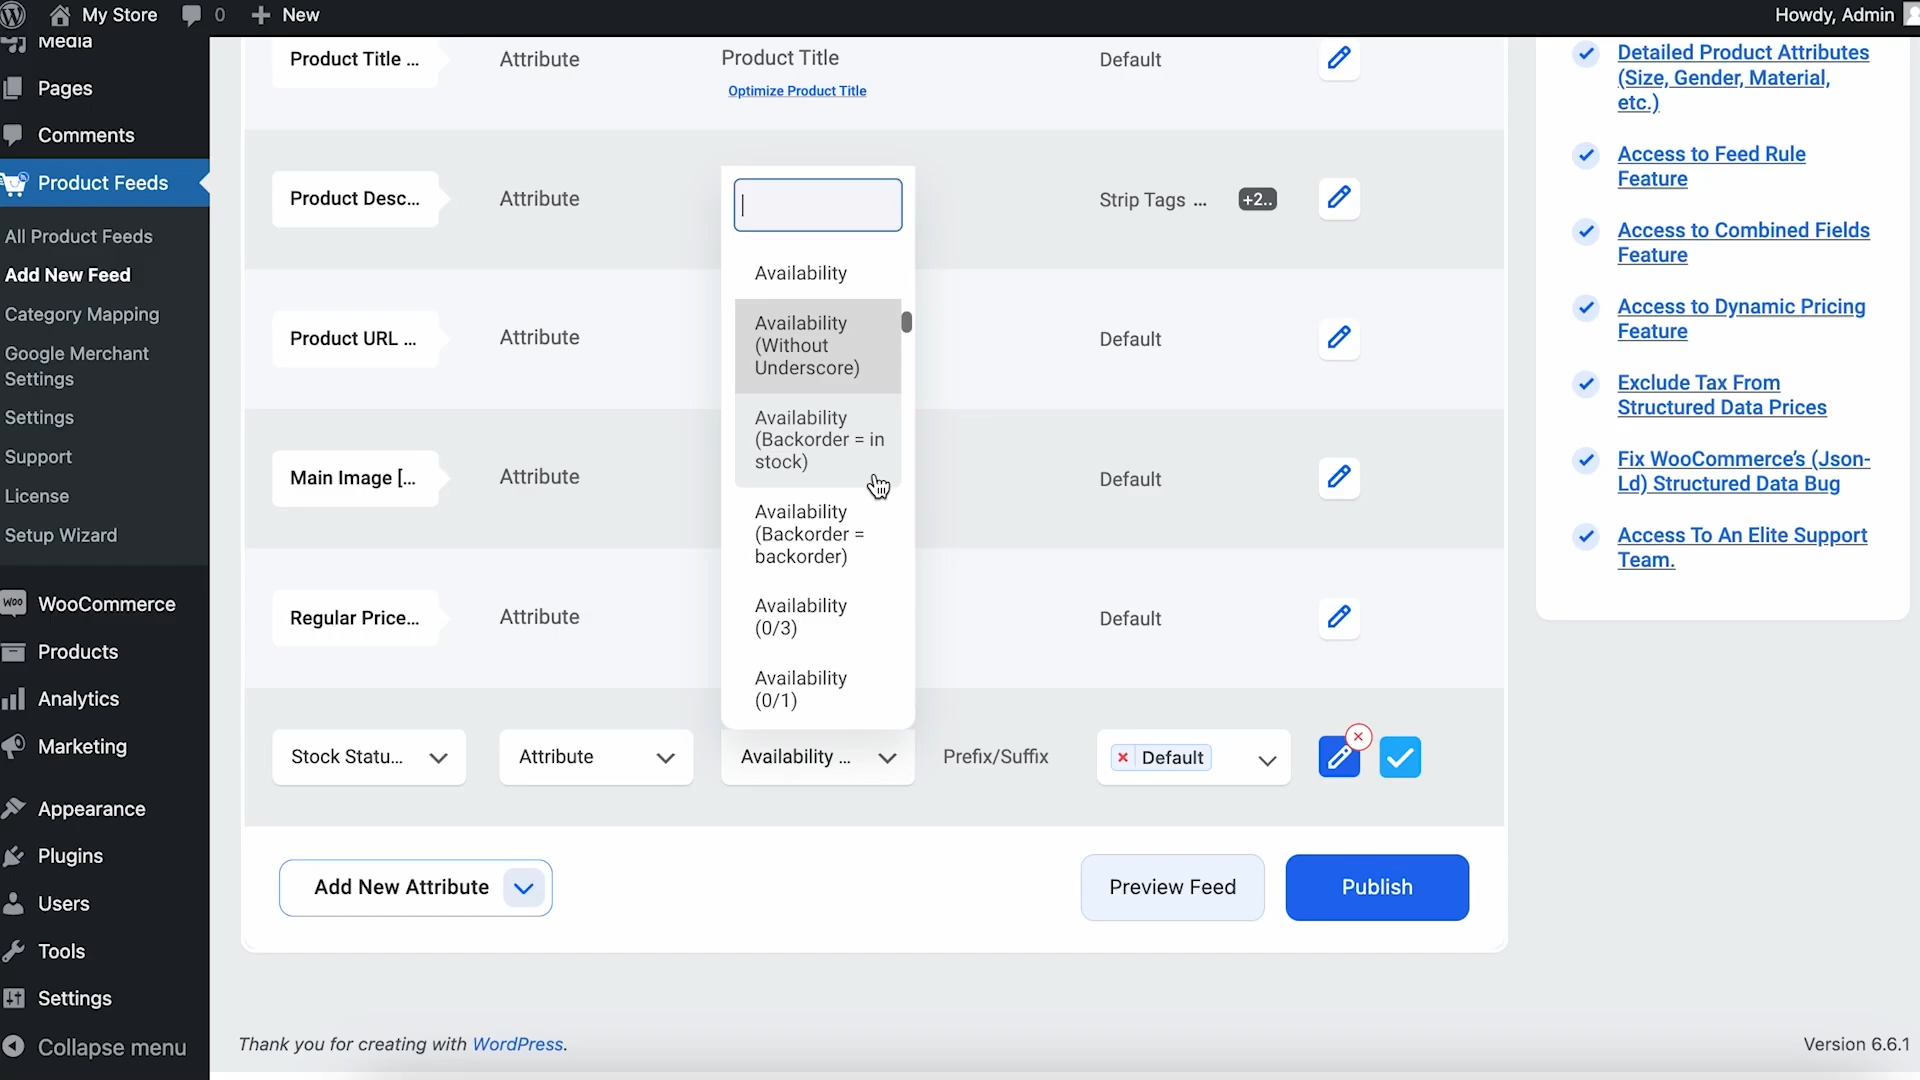 My Store
0
New
Howdy, Admin
Media
Pages
Comments
Product Feeds
All Product Feeds
Add New Feed
Category Mapping
Google Merchant
Settings
Settings
Support
License
Setup Wizard
WOO
WooCommerce
Products
Analytics
Marketing
Appearance
Plugins
Users
Tools
Settings
Collapse menu
Product Title ...
Attribute
Product Title
Optimize Product Title
Default
Product Desc...
Attribute
Strip Tags ...
+2..
Product URL ...
Attribute
Default
Main Image [...
Attribute
Default
Regular Price...
Attribute
Default
Availability
Availability
(Without
Underscore)
Availability
(Backorder = in
stock)
Availability
(Backorder =
backorder)
Availability
(0/3)
Availability
(0/1)
Stock Statu...
Attribute
Availability ...
Prefix/Suffix
× Default
Add New Attribute
Preview Feed
Publish
Detailed Product Attributes
(Size, Gender, Material,
etc.)
Access to Feed Rule
Feature
Access to Combined Fields
Feature
Access to Dynamic Pricing
Feature
Exclude Tax From
Structured Data Prices
Fix WooCommerce's (Json-
Ld) Structured Data Bug
Access To An Elite Support
Team.
Thank you for creating with WordPress.
Version 6.6.1